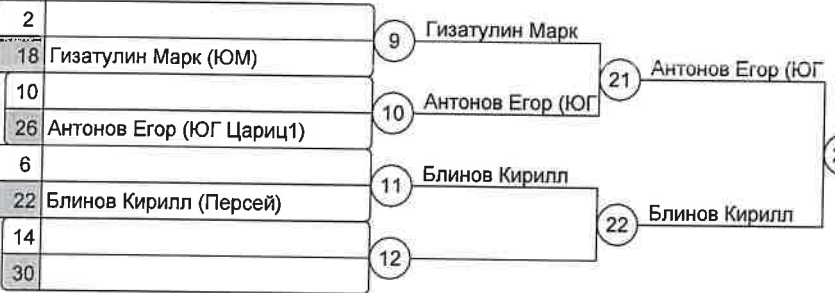 2
18 Гизатулин Марк (ЮМ)
10
26 Антонов Егор (ЮГ Цариц1)
6
22 Блинов Кирилл (Персей)
14
30
9
10
11
12
Гизатулин Марк
Антонов Егор (ЮГ
Блинов Кирилл
21
22
Антонов Егор (ЮГ
Блинов Кирилл